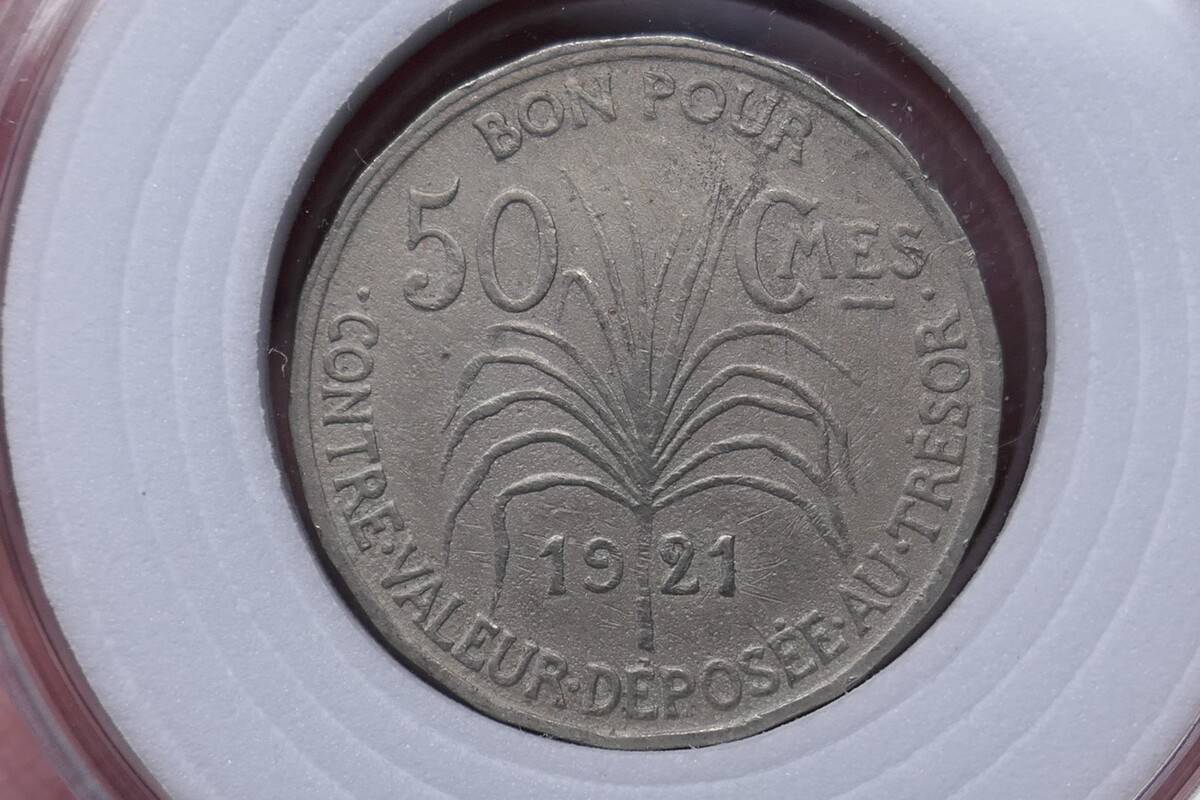 BON POUR
50 CMES
1921
·CONTRE·VALEUR·DÉPOSÉE·AU·TRÉSOR·